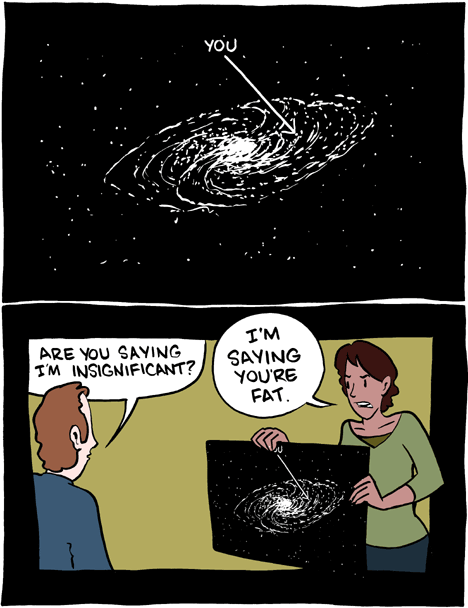 YOU
ARE YOU SAYING
I'M INSIGNIFICANT?
I'M
SAYING
YOU'RE
FAT.